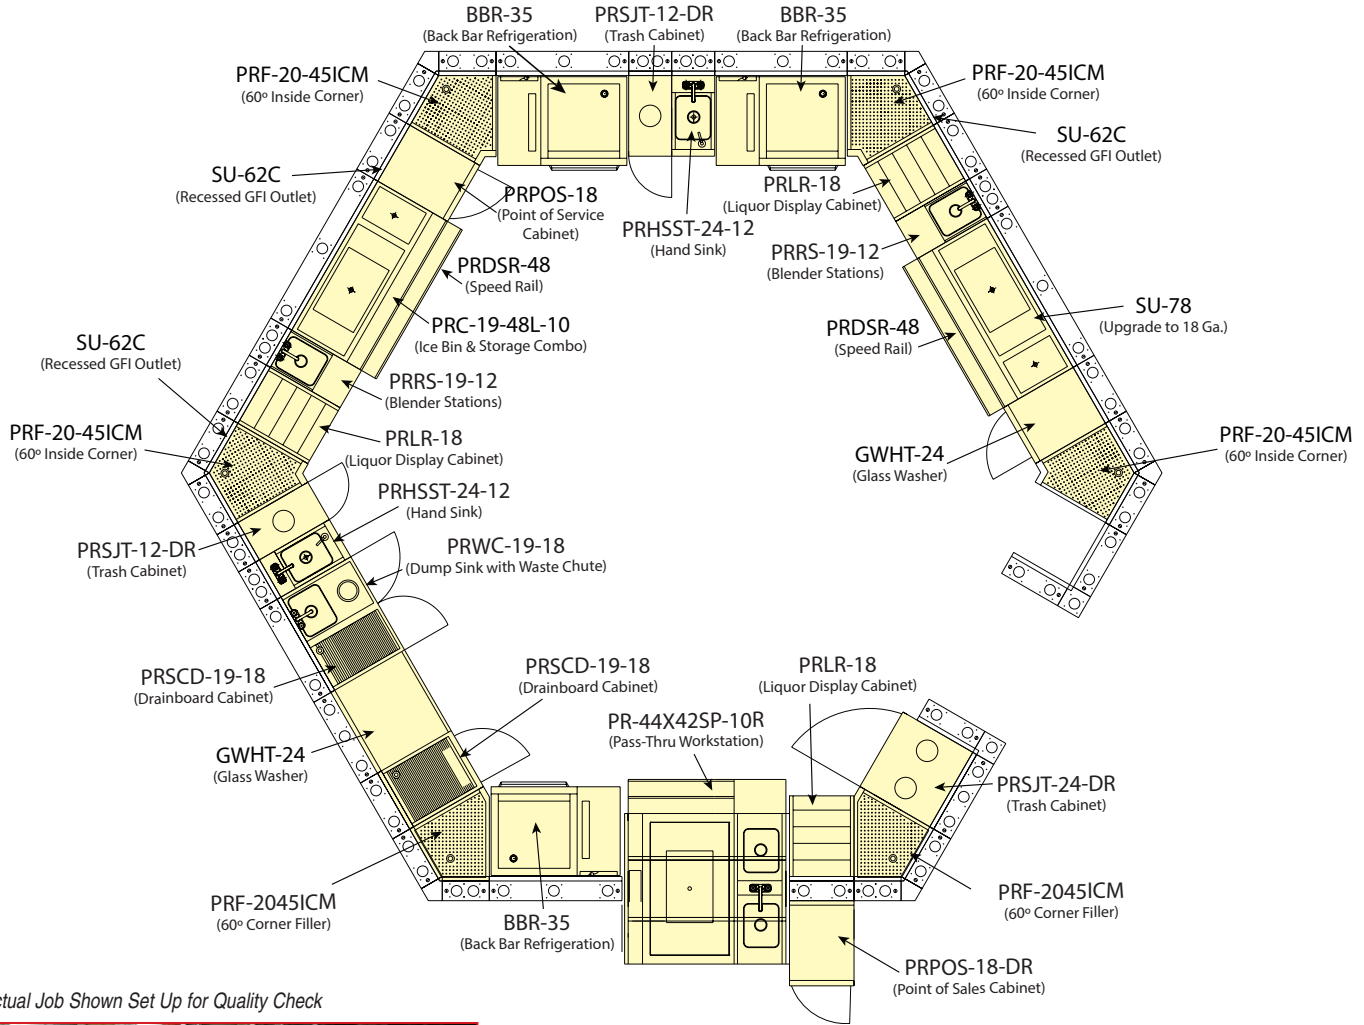 BBR-35
(Back Bar Refrigeration)
PRSJT-12-DR
(Trash Cabinet)
BBR-35
(Back Bar Refrigeration)
PRF-20-45ICM
(60º Inside Corner)
PRF-20-45ICM
(60º Inside Corner)
SU-62C
(Recessed GFI Outlet)
SU-62C
(Recessed GFI Outlet)
PRPOS-18
(Point of Service
Cabinet)
PRLR-18
(Liquor Display Cabinet)
PRHSST-24-12
(Hand Sink)
PRRS-19-12
(Blender Stations)
PRDSR-48
(Speed Rail)
PRC-19-48L-10
(Ice Bin & Storage Combo)
PRDSR-48
(Speed Rail)
SU-78
(Upgrade to 18 Ga.)
SU-62C
(Recessed GFI Outlet)
PRRS-19-12
(Blender Stations)
PRF-20-45ICM
(60º Inside Corner)
PRLR-18
(Liquor Display Cabinet)
GWHT-24
(Glass Washer)
PRF-20-45ICM
(60º Inside Corner)
PRHSST-24-12
(Hand Sink)
PRSJT-12-DR
(Trash Cabinet)
PRWC-19-18
(Dump Sink with Waste Chute)
PRSCD-19-18
(Drainboard Cabinet)
PRSCD-19-18
(Drainboard Cabinet)
PRLR-18
(Liquor Display Cabinet)
GWHT-24
(Glass Washer)
PR-44X42SP-10R
(Pass-Thru Workstation)
PRSJT-24-DR
(Trash Cabinet)
PRF-2045ICM
(60º Corner Filler)
BBR-35
(Back Bar Refrigeration)
PRF-2045ICM
(60º Corner Filler)
PRPOS-18-DR
(Point of Sales Cabinet)
ctual Job Shown Set Up for Quality Check